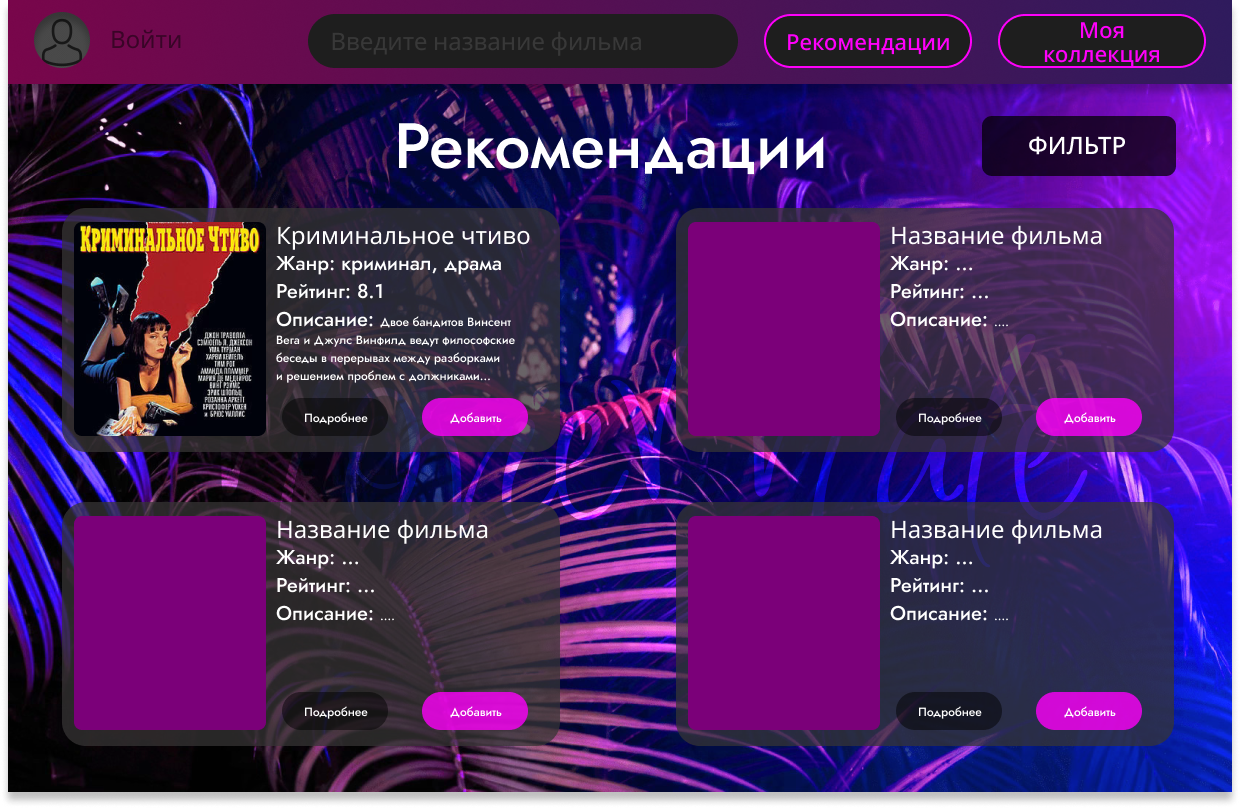 Войти
Введите название фильма
Рекомендации
Моя
коллекция
Рекомендации
ФИЛЬТР
КРИМИНАЛЬНОЕ ЧТИВО
ДЖОН ТРАВОЛТА
СЭМЮЕЛЬ Л. ДЖЕКСОН
УМА ТУРМАН
ХАРВИ КЕЙТЕЛЬ
ТИМ РОТ
АМАНДА ПЛАММЕР
МАРИЯ ДЕ МЕДЕЙРОС
ВИНГ РЭЙМС
ЭРИК ШТОЛЬЦ
РОЗАННА АРКЕТТ
КРИСТОФЕР УОКЕН
и БРЮС УИЛЛИС
Криминальное чтиво
Жанр: криминал, драма
Рейтинг: 8.1
Описание: Двое бандитов Винсент
Вега и Джулс Винфилд ведут философские
беседы в перерывах между разборками
и решением проблем с должниками...
Подробнее
Добавить
Название фильма
Жанр: ...
Рейтинг: ...
Описание: ....
Подробнее
Добавить
Название фильма
Жанр: ...
Рейтинг: ...
Описание: ....
Подробнее
Добавить
Название фильма
Жанр: ...
Рейтинг: ...
Описание: ....
Подробнее
Добавить